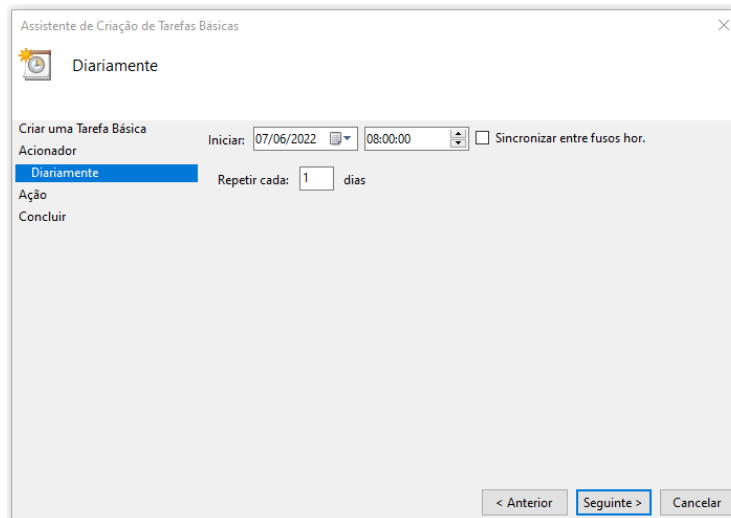 Assistente de Criação de Tarefas Básicas
Diariamente
Criar uma Tarefa Básica
Acionador
Diariamente
Ação
Concluir
Iniciar: 07/06/2022 08:00:00 Sincronizar entre fusos hor.
Repetir cada: 1 dias
< Anterior Seguinte > Cancelar